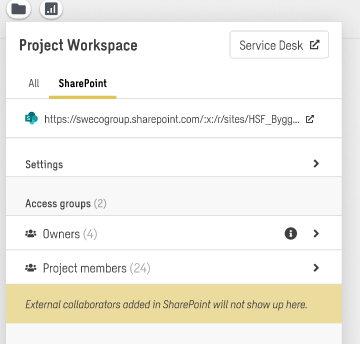 Project Workspace
Service Desk
All
SharePoint
https://swecogroup.sharepoint.com/:x:/r/sites/HSF_Bygg...
Settings
Access groups (2)
Owners (4)
Project members (24)
External collaborators added in SharePoint will not show up here.